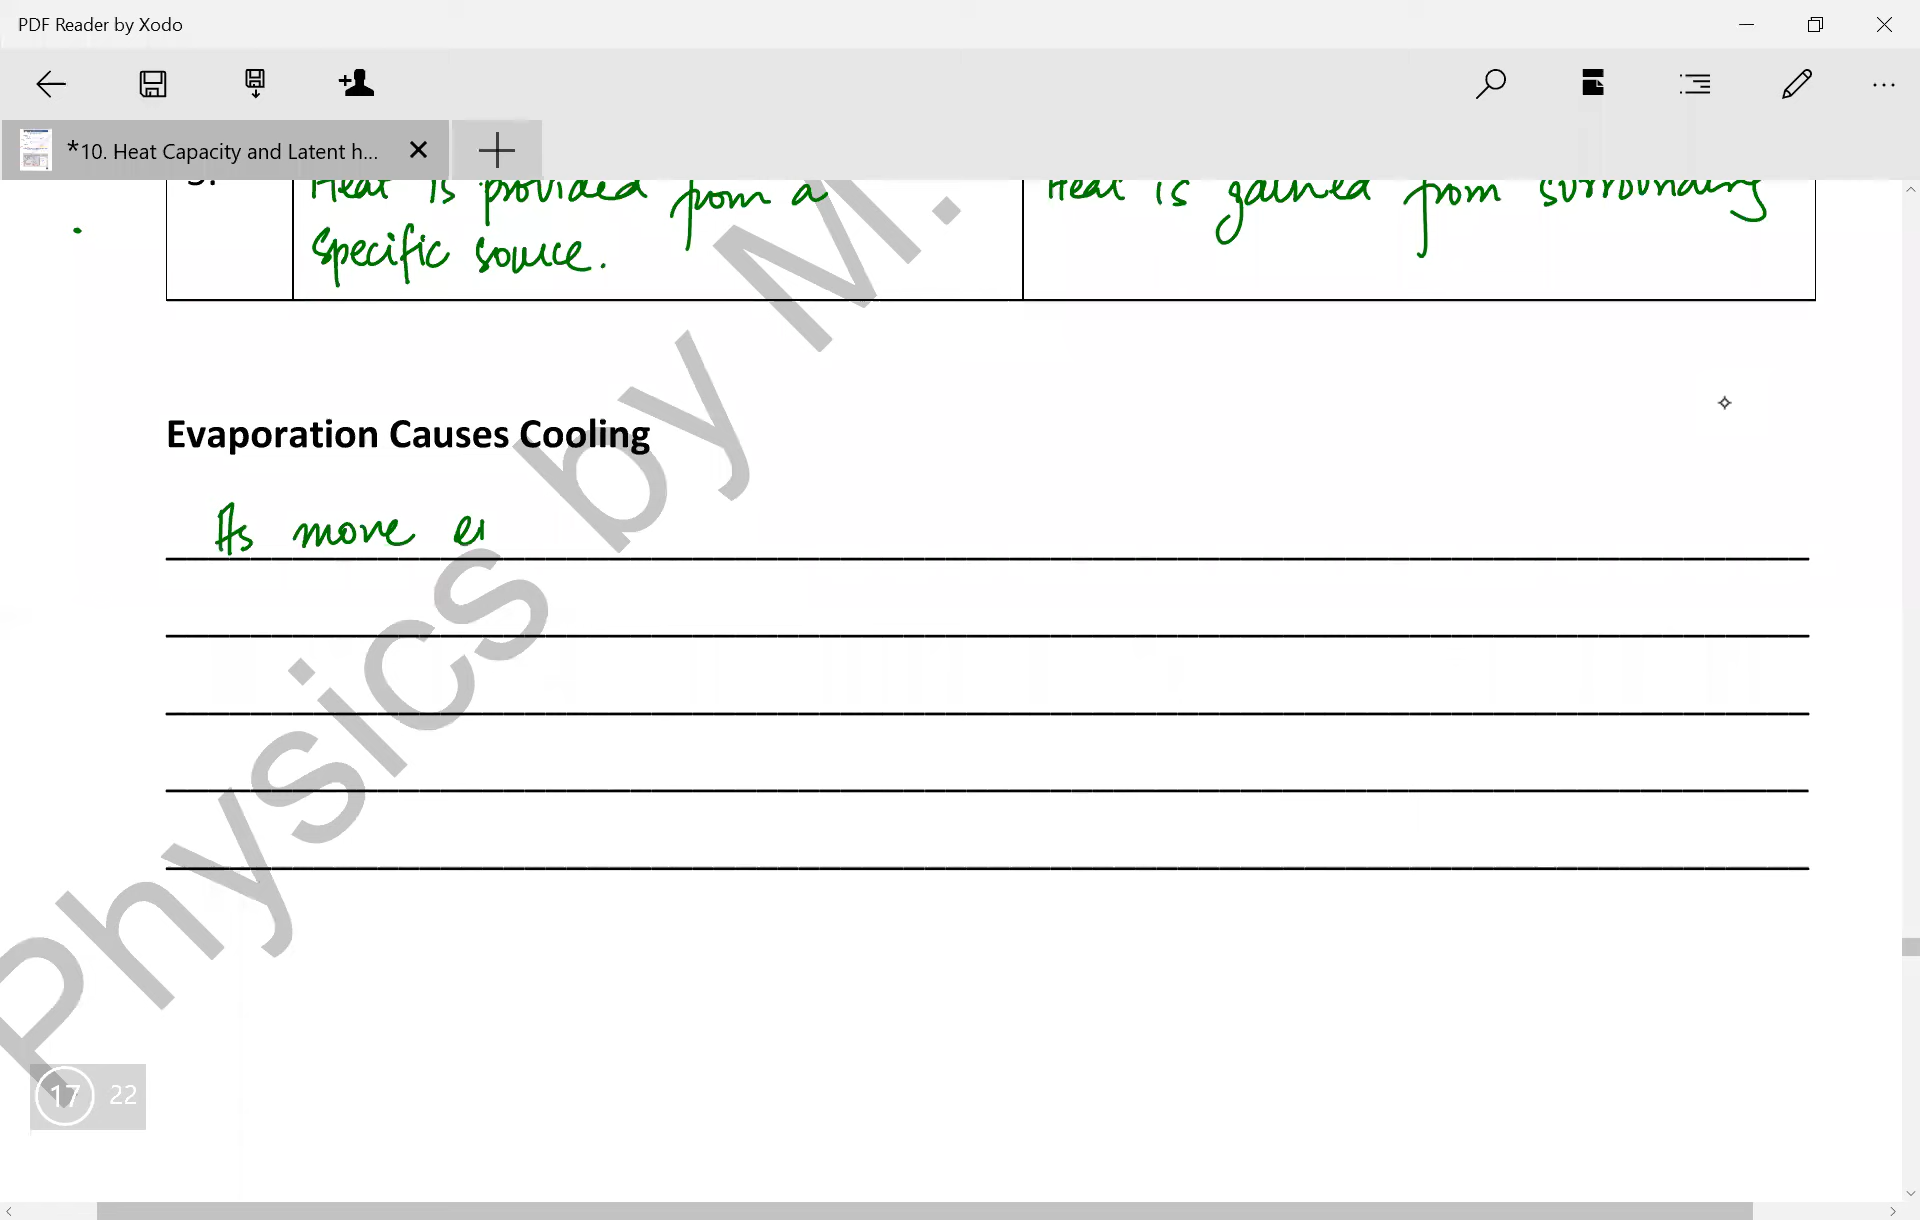 PDF Reader by Xodo
*10. Heat Capacity and Latent h...
Heat is provided from a
specific source.
Heat is gained from surrounding
Evaporation Causes Cooling
As more en
Physics by M.
17 22